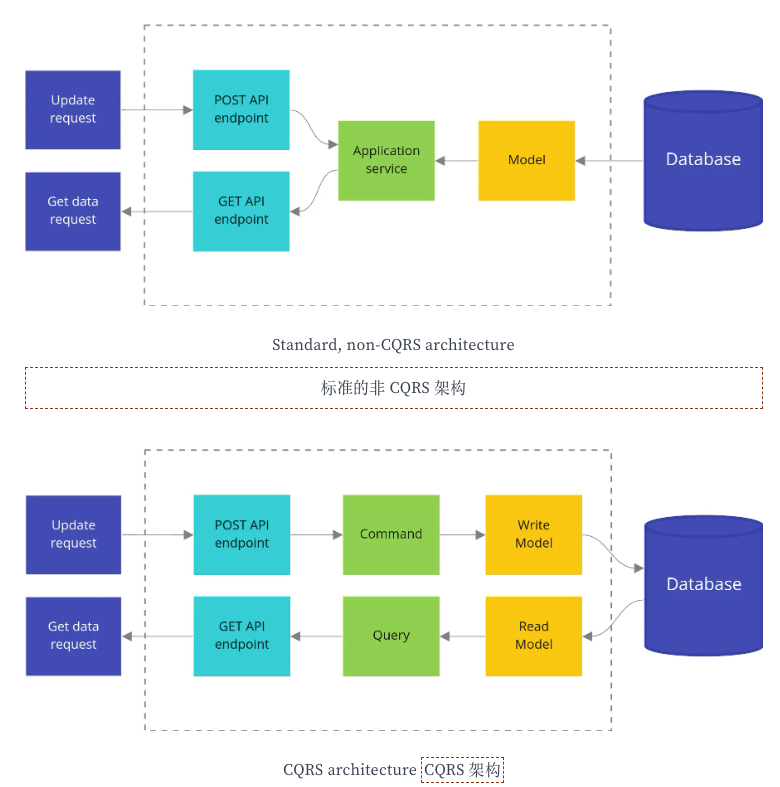 Update
request
POST API
endpoint
Application
service
Model
Database
Get data
request
GET API
endpoint
Standard, non-CQRS architecture
标准的非 CQRS 架构
Update
request
POST API
endpoint
Command
Write
Model
Database
Get data
request
GET API
endpoint
Query
Read
Model
CQRS architecture CQRS 架构